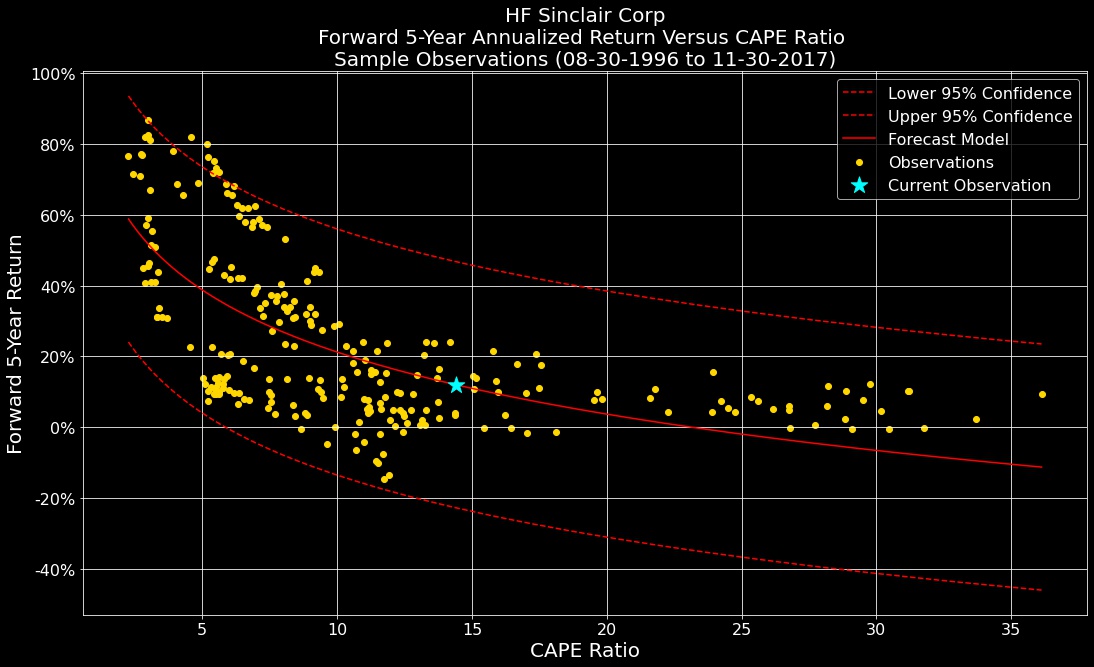 HF Sinclair Corp
Forward 5-Year Annualized Return Versus CAPE Ratio
Sample Observations (08-30-1996 to 11-30-2017)
Lower 95% Confidence
Upper 95% Confidence
Forecast Model
Observations
Current Observation
Forward 5-Year Return
100%
80%
60%
40%
20%
0%
-20%
-40%
5 10 15 20 25 30 35
CAPE Ratio